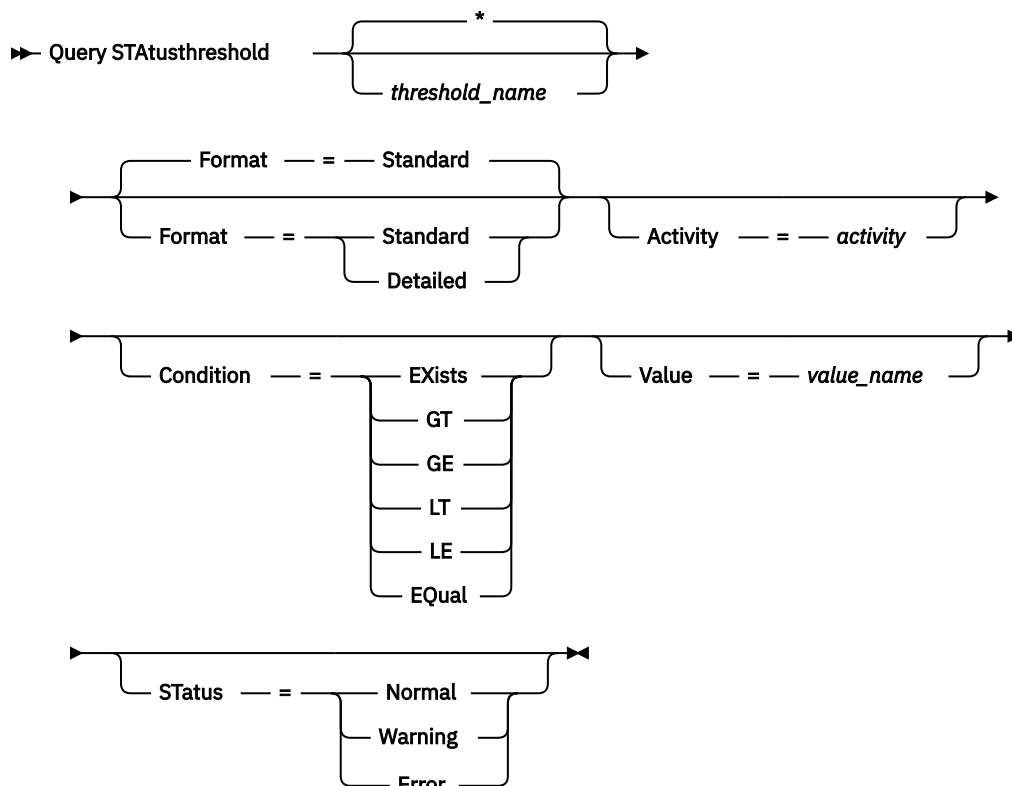 *
Query STAtusthreshold
threshold_name
Format = Standard
Format = Standard
Detailed
Activity = activity
Condition = EXists
GT
GE
LT
LE
EQual
Value = value_name
STatus = Normal
Warning
Error